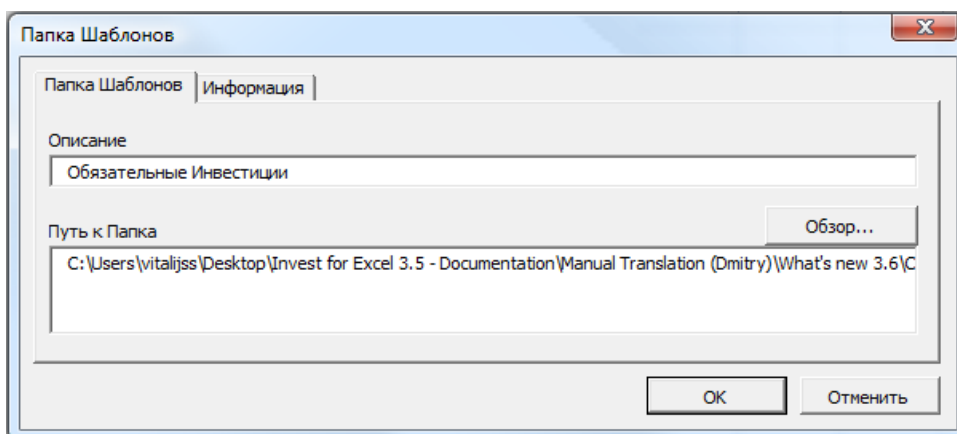 Папка Шаблонов
Папка Шаблонов Информация
Описание
Обязательные Инвестиции
Обзор...
Путь к Папка
C:\Users\vitalijss\Desktop\Invest for Excel 3.5 - Documentation\Manual Translation (Dmitry)\What's new 3.6\C
OK Отменить